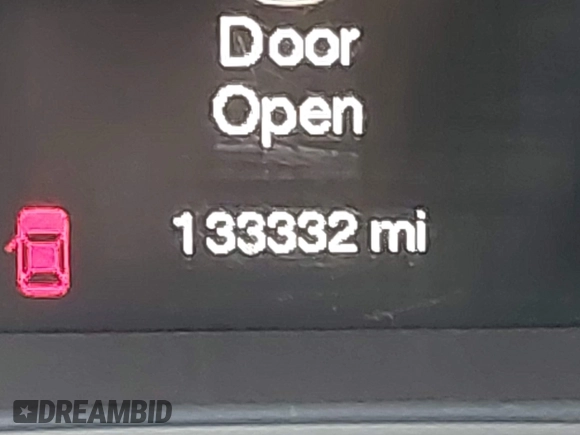 Door
Open
133332 mi
DREAMBID